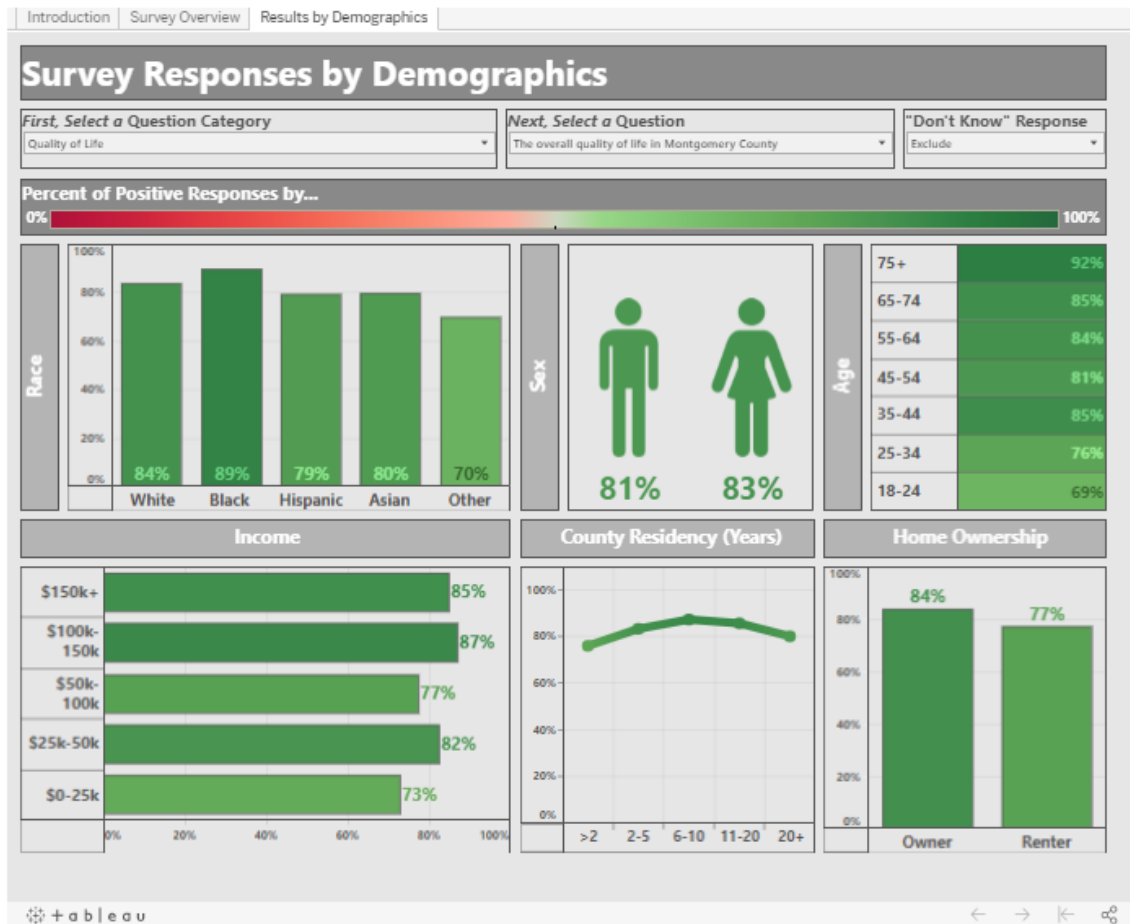 Introduction
Survey Overview
Results by Demographics
Survey Responses by Demographics
First, Select a Question Category
Quality of Life
Next, Select a Question
The overall quality of life in Montgomery County
"Don't Know" Response
Exclude
Percent of Positive Responses by...
0%
100%
Race
100%
80%
60%
40%
20%
0%
84%
89%
79%
80%
70%
White
Black
Hispanic
Asian
Other
Sex
81%
83%
Age
75+ 92%
65-74 85%
55-64 84%
45-54 81%
35-44 85%
25-34 76%
18-24 69%
Income
$150k+ 85%
$100k-
150k 87%
$50k-
100k 77%
$25k-50k 82%
$0-25k 73%
0%
20%
40%
60%
80%
100%
County Residency (Years)
100%
80%
60%
40%
20%
0%
>2
2-5
6-10
11-20
20+
Home Ownership
100%
80%
60%
40%
20%
0%
84%
77%
Owner
Renter
+ableau